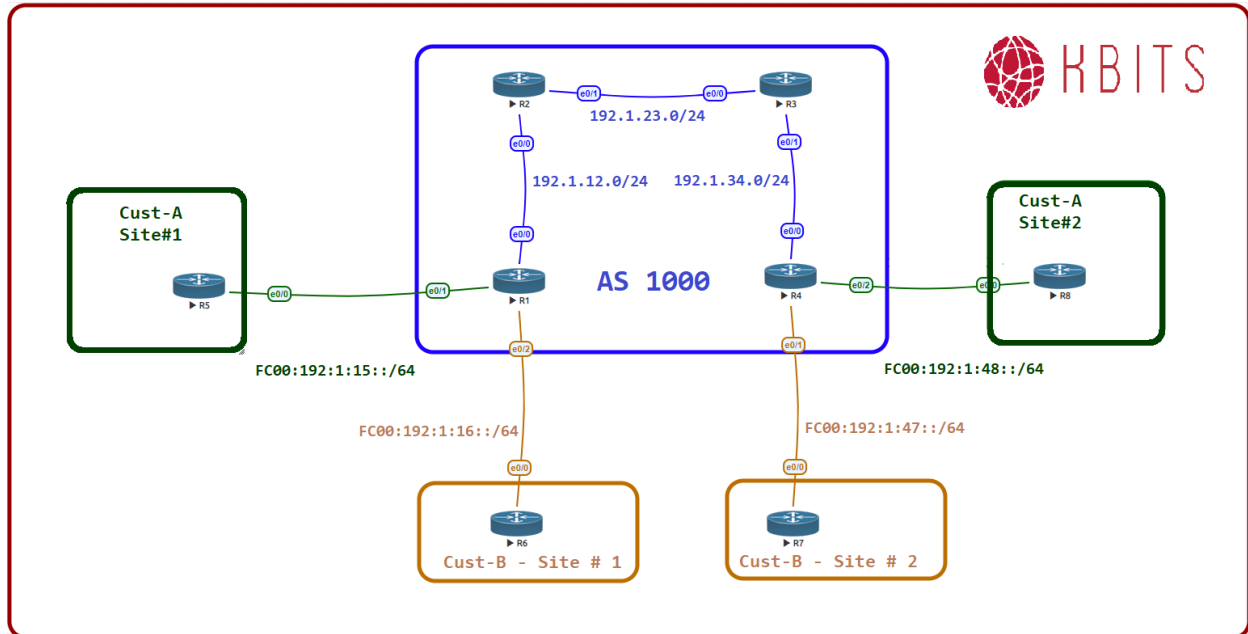 KBITS
R2
e0/1
e0/0
R3
192.1.23.0/24
e0/0
e0/1
192.1.12.0/24
192.1.34.0/24
Cust-A
Site#1
Cust-A
Site#2
e0/0
e0/0
R5
e0/0
e0/1
R1
AS 1000
R4
e0/2
e0/0
R8
e0/2
e0/1
FC00:192:1:15::/64
FC00:192:1:48::/64
FC00:192:1:16::/64
FC00:192:1:47::/64
e0/0
e0/0
R6
R7
Cust-B - Site # 1
Cust-B - Site # 2